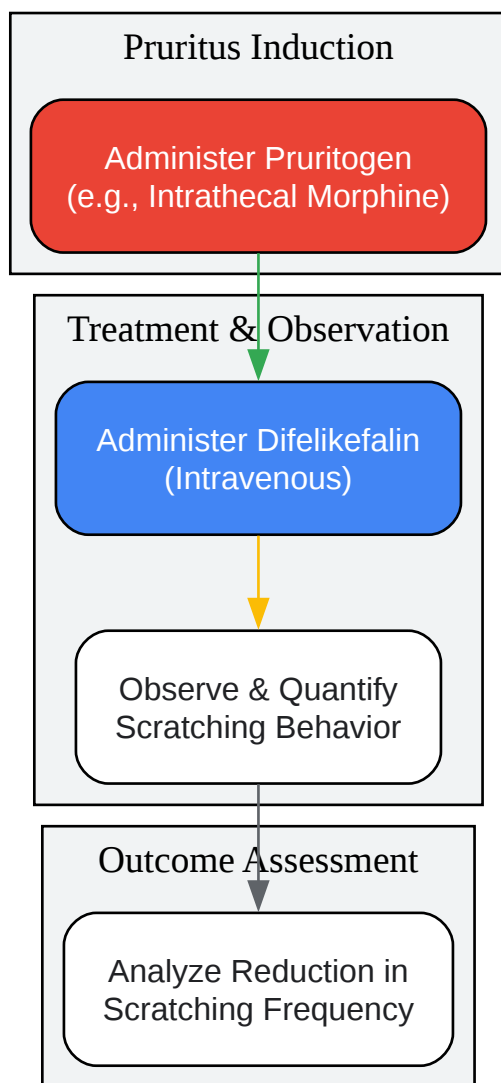 Pruritus Induction
Administer Pruritogen
(e.g., Intrathecal Morphine)
Treatment & Observation
Administer Difelikefalin
(Intravenous)
Observe & Quantify
Scratching Behavior
Outcome Assessment
Analyze Reduction in
Scratching Frequency